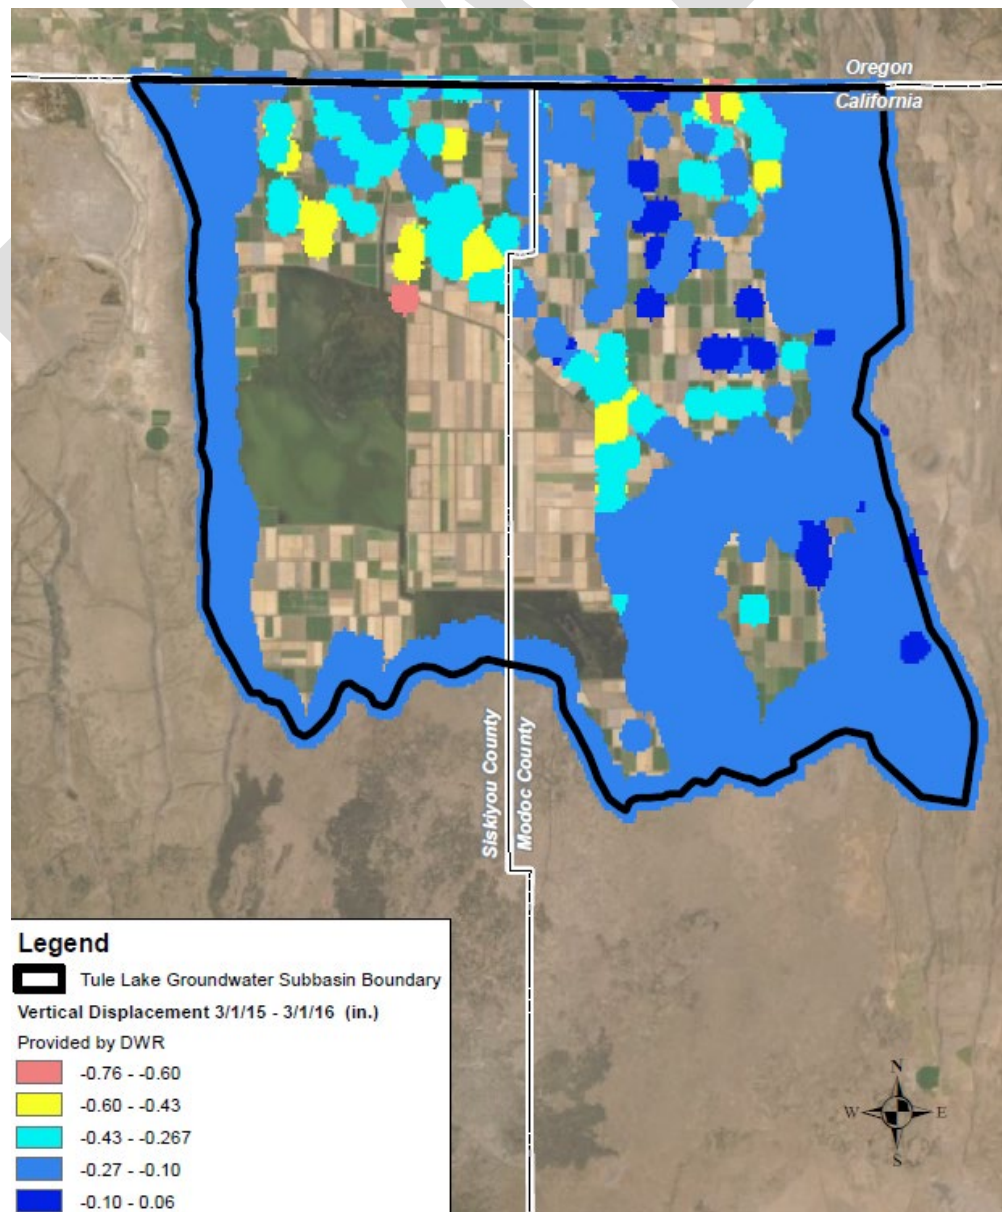 Oregon
California
Siskiyou County
Modoc County
N
W E
S
Legend
Tule Lake Groundwater Subbasin Boundary
Vertical Displacement 3/1/15 - 3/1/16 (in.)
Provided by DWR
-0.76 - -0.60
-0.60 - -0.43
-0.43 - -0.267
-0.27 - -0.10
-0.10 - 0.06